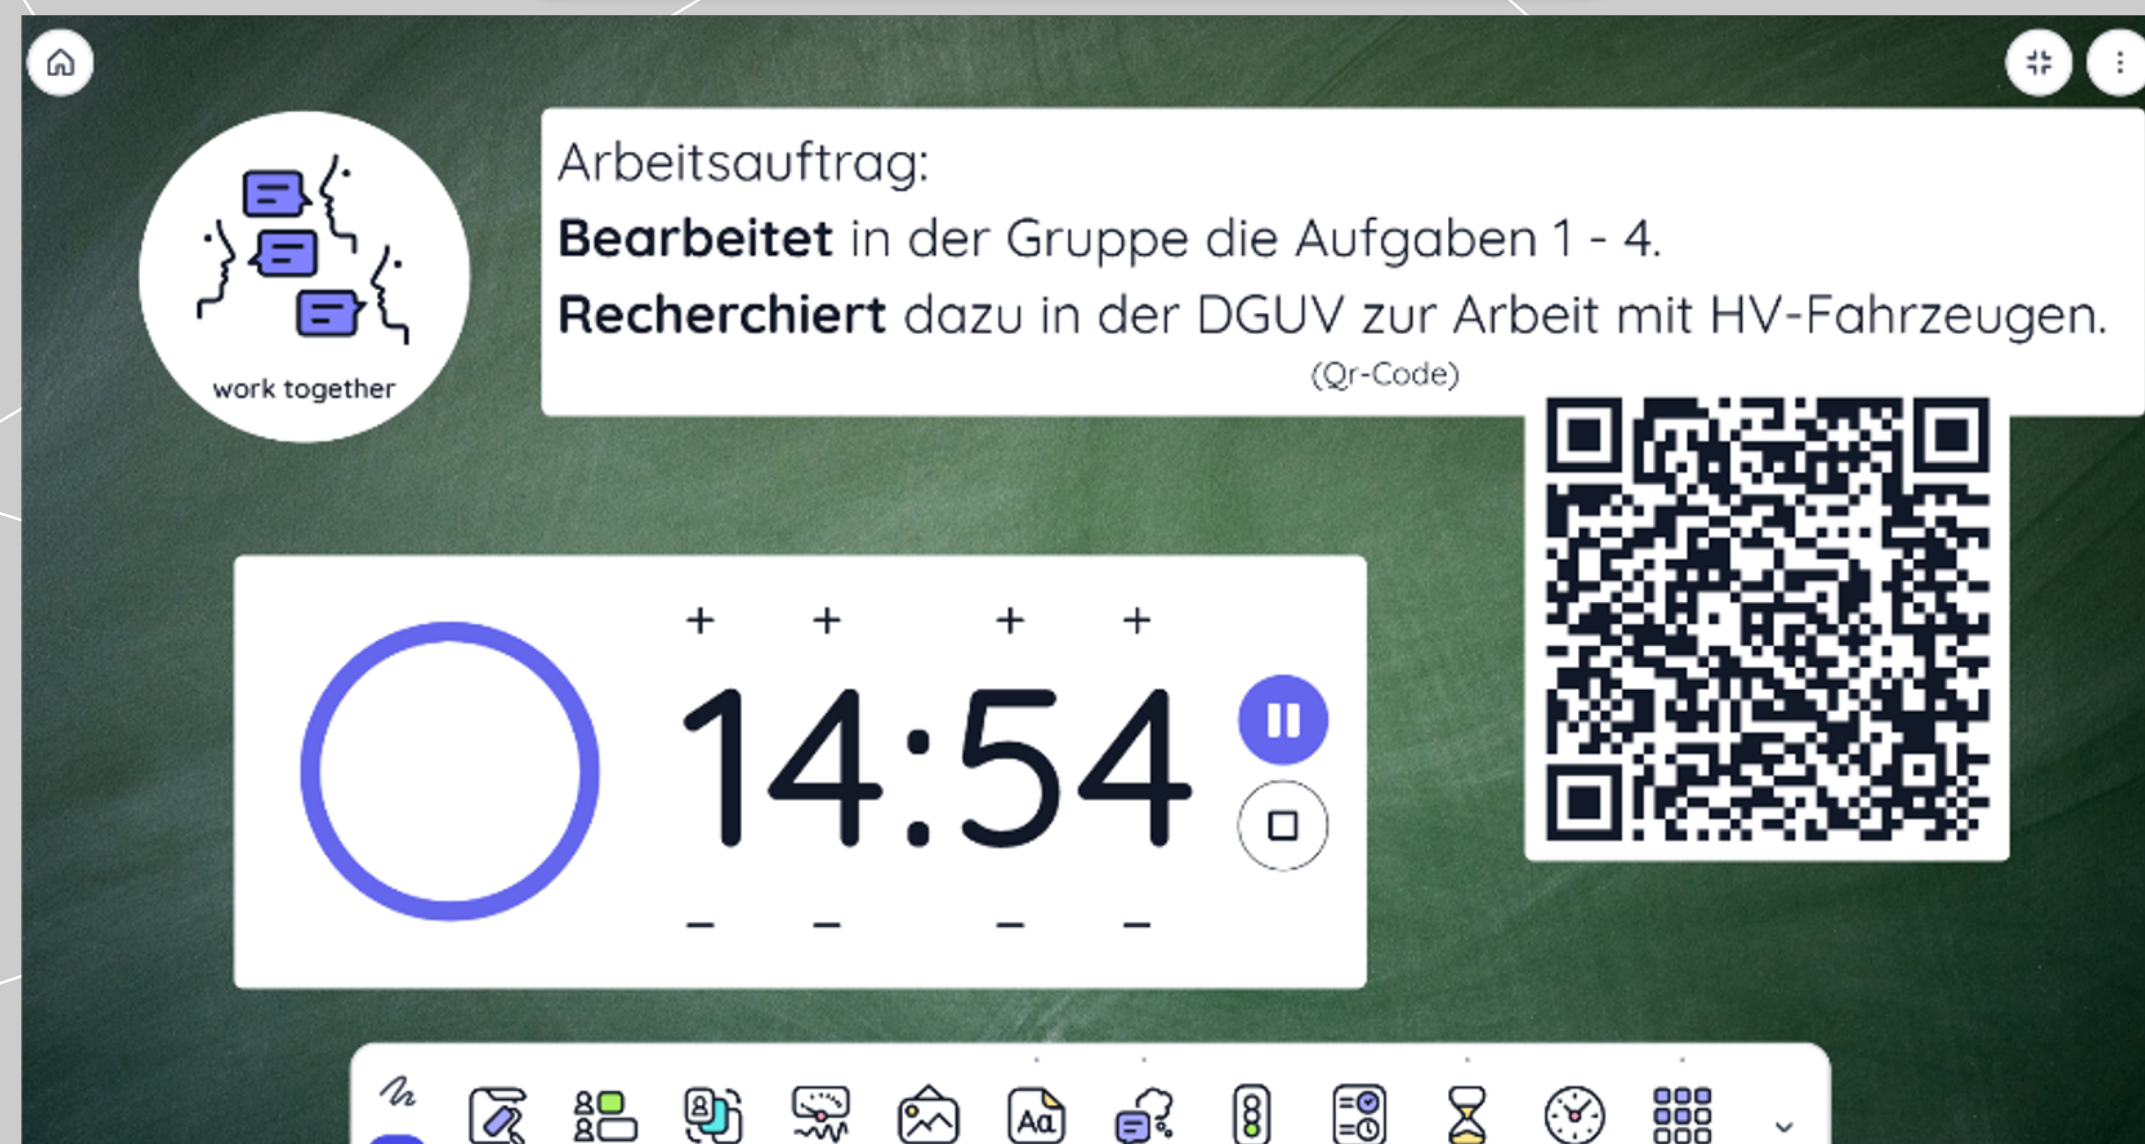 Arbeitsauftrag:
Bearbeitet in der Gruppe die Aufgaben 1 - 4.
Recherchiert dazu in der DGUV zur Arbeit mit HV-Fahrzeugen.
(Qr-Code)
work together
+ + + +
14:54
- - - -
Aa